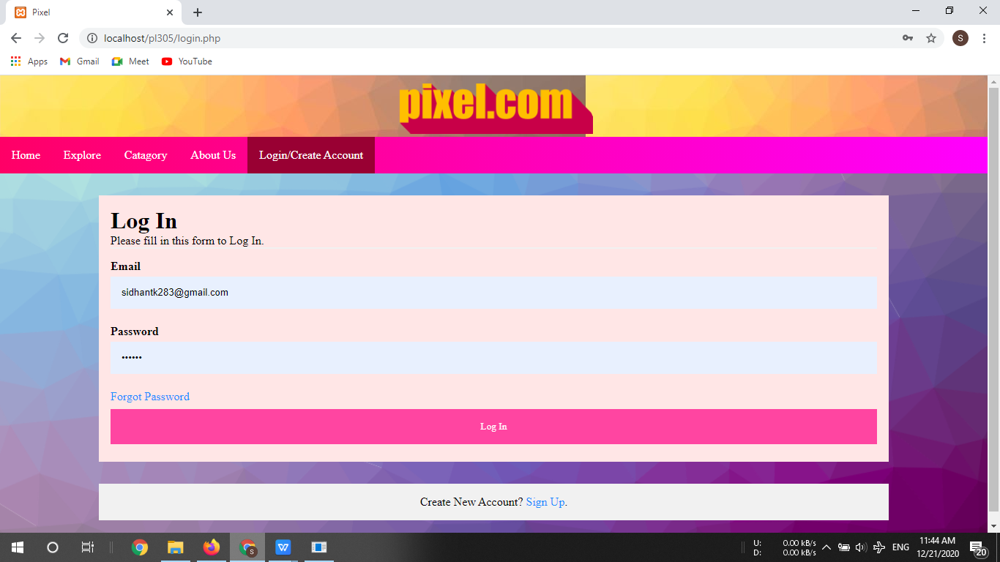 Pixel
localhost/pl305/login.php
S
Apps Gmail Meet YouTube
pixel.com
Home Explore Catagory About Us Login/Create Account
Log In
Please fill in this form to Log In.
Email
sidhantk283@gmail.com
Password
••••••
Forgot Password
Log In
Create New Account? Sign Up.
S
W
U: 0.00 kB/s
D: 0.00 kB/s
ENG
11:44 AM
12/21/2020
20